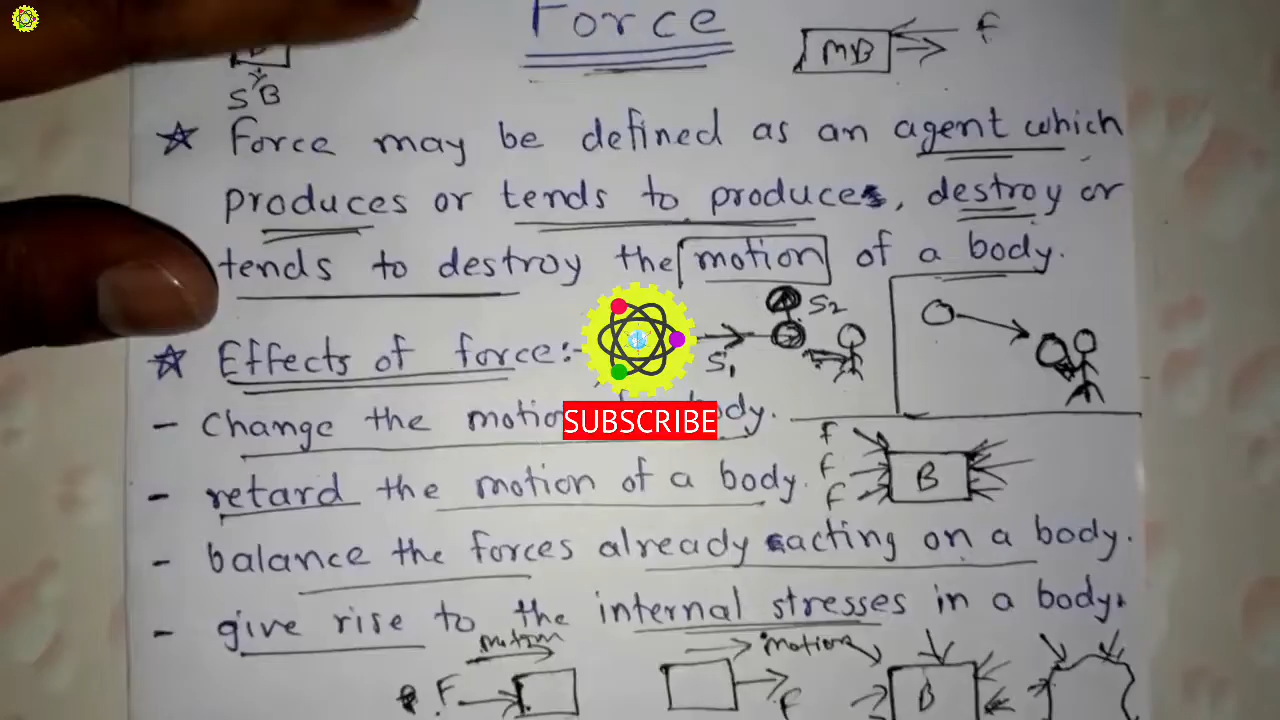 Force
MB
F
S B
☆ Force may be defined as an agent which
produces or tends to produces, destroy or
tends to destroy the motion of a body.
S2
☆ Effects of force:-
S1
- Change the motion body.
SUBSCRIBE
F
- retard the motion of a body.
F
B
F
- balance the forces already acting on a body.
- give rise to the internal stresses in a body.
motion
motion
F
F
B